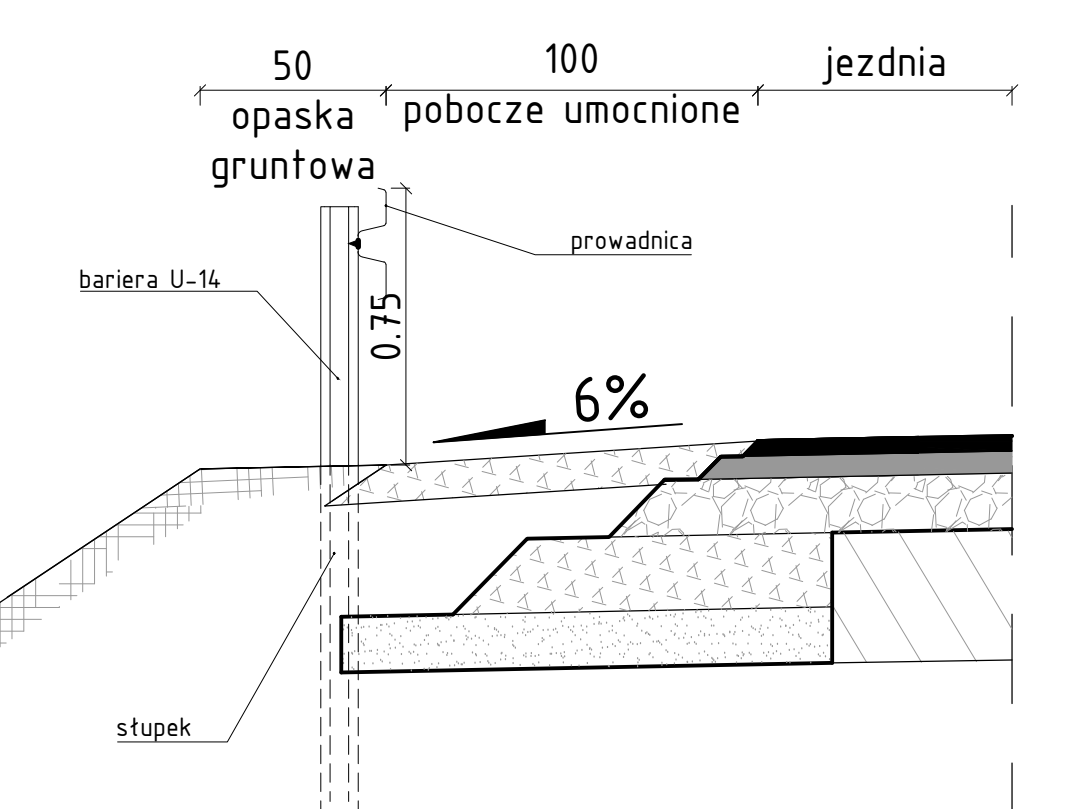 50
100
jezdnia
opaska
gruntowa
pobocze umocnione
prowadnica
bariera U-14
0.75
6%
słupek